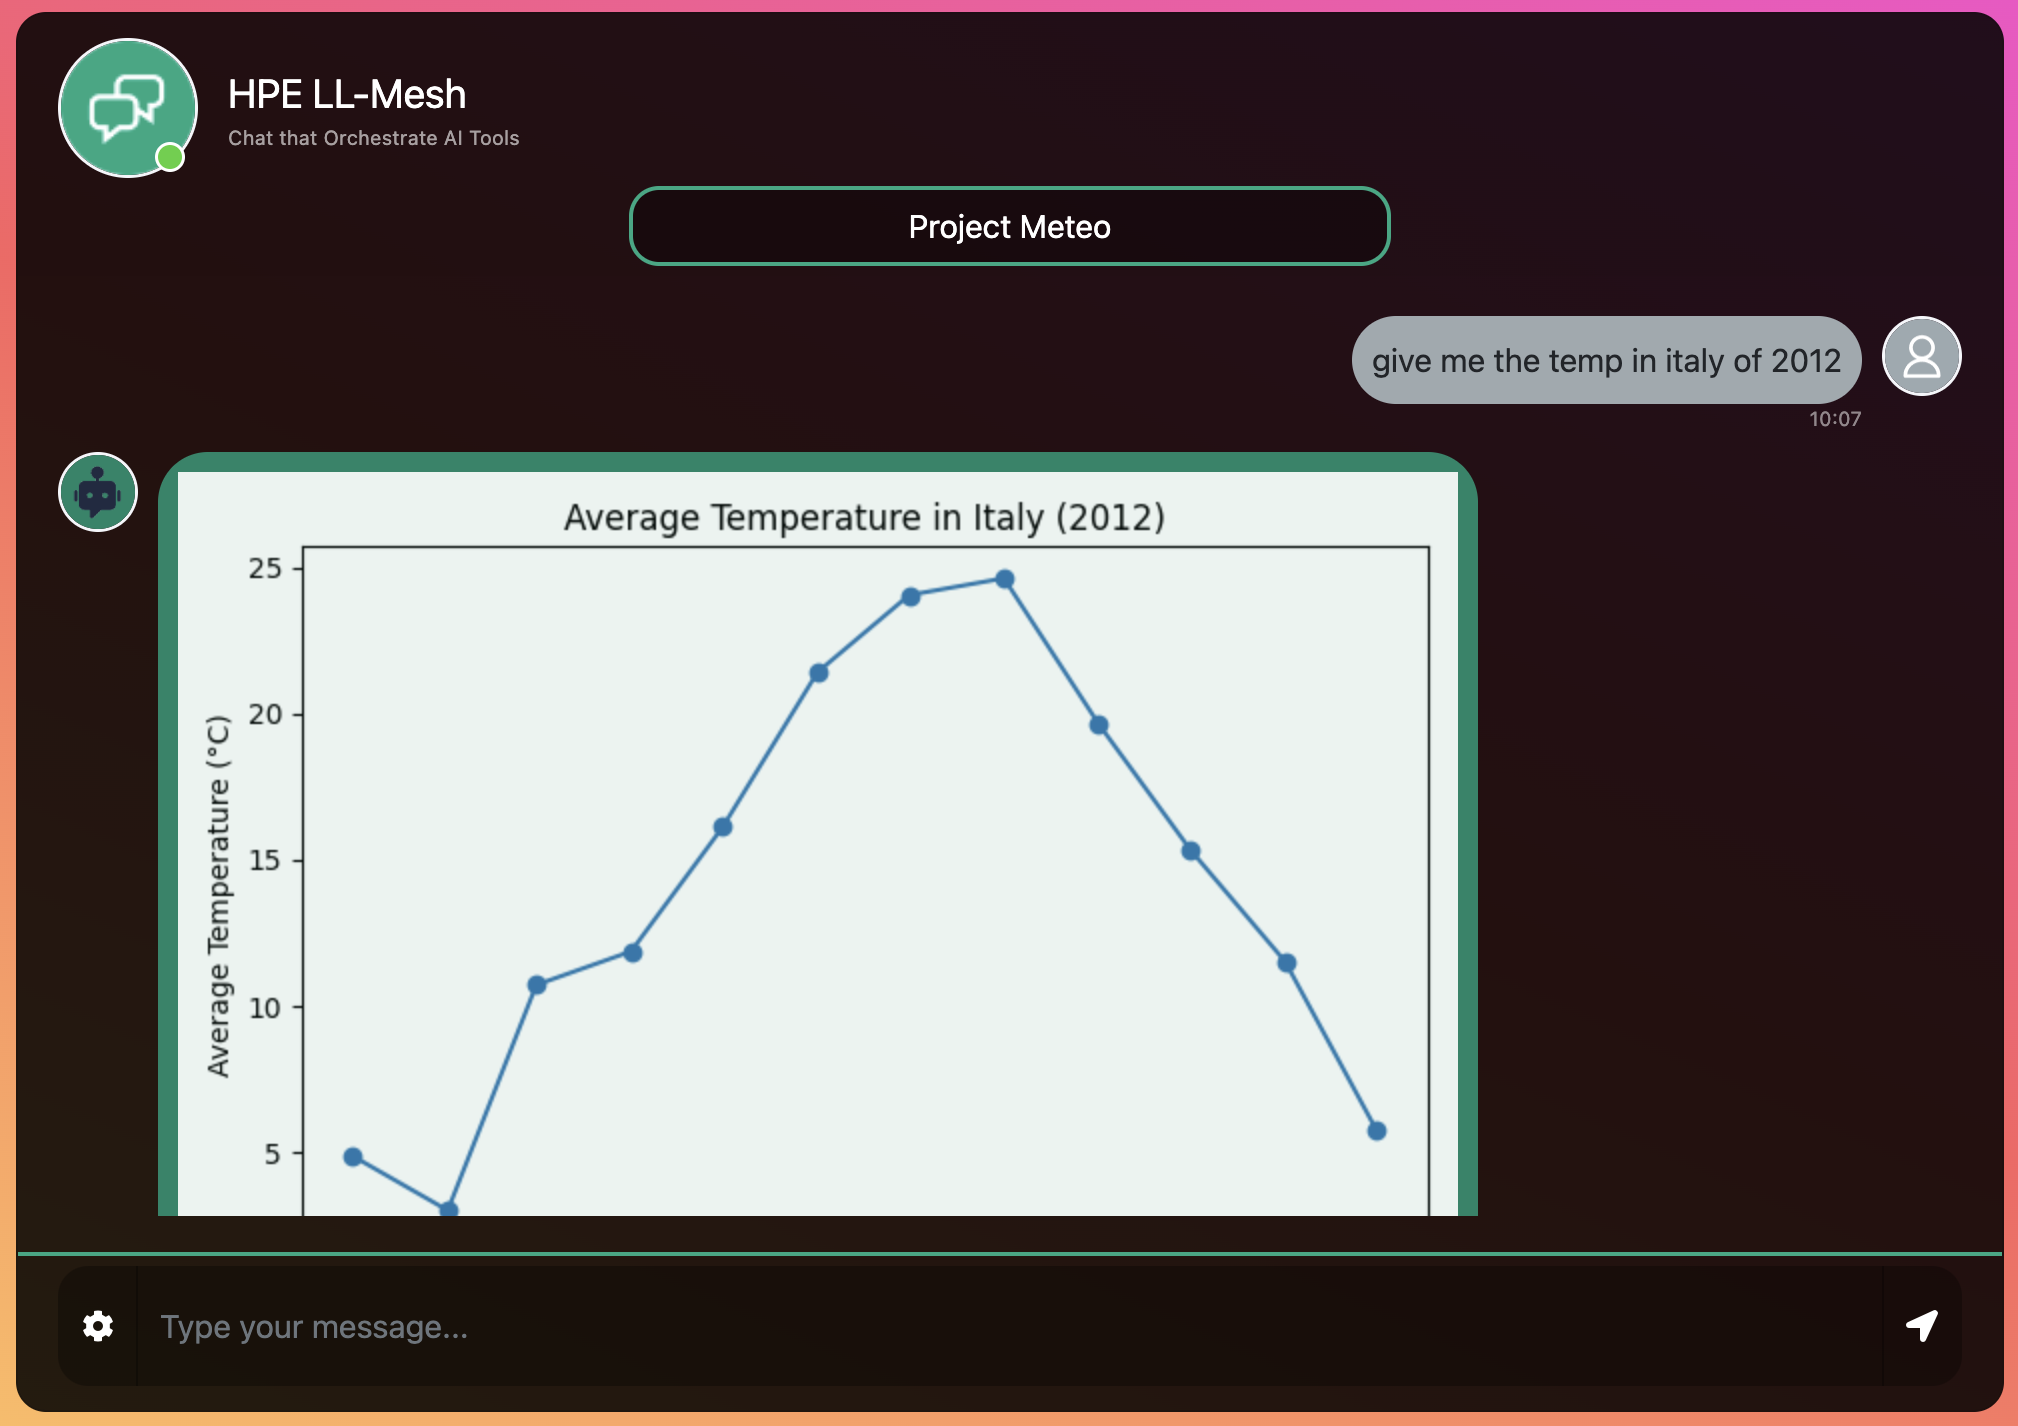 HPE LL-Mesh
Chat that Orchestrate AI Tools
Project Meteo
give me the temp in italy of 2012
10:07
Average Temperature in Italy (2012)
Average Temperature (°C)
25
20
15
10
5
Type your message...